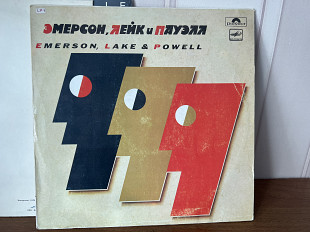 ЭМЕРСОН, ЛЕЙК И ПАУЭЛЛ
EMERSON, LAKE & POWELL